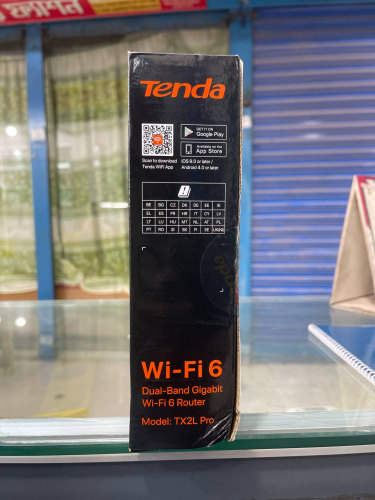 Tenda
GET IT ON
Google Play
Available on the
App Store
Scan to download
Tenda WiFi App
iOS 9.0 or later /
Android 4.0 or later
BE BG CZ DK DE EE IE
EL ES FR HR IT CY LV
LT LU HU MT NL AT PL
PT RO SI SK FI SE UK(NI)
Wi-Fi 6
Dual-Band Gigabit
Wi-Fi 6 Router
Model: TX2L Pro